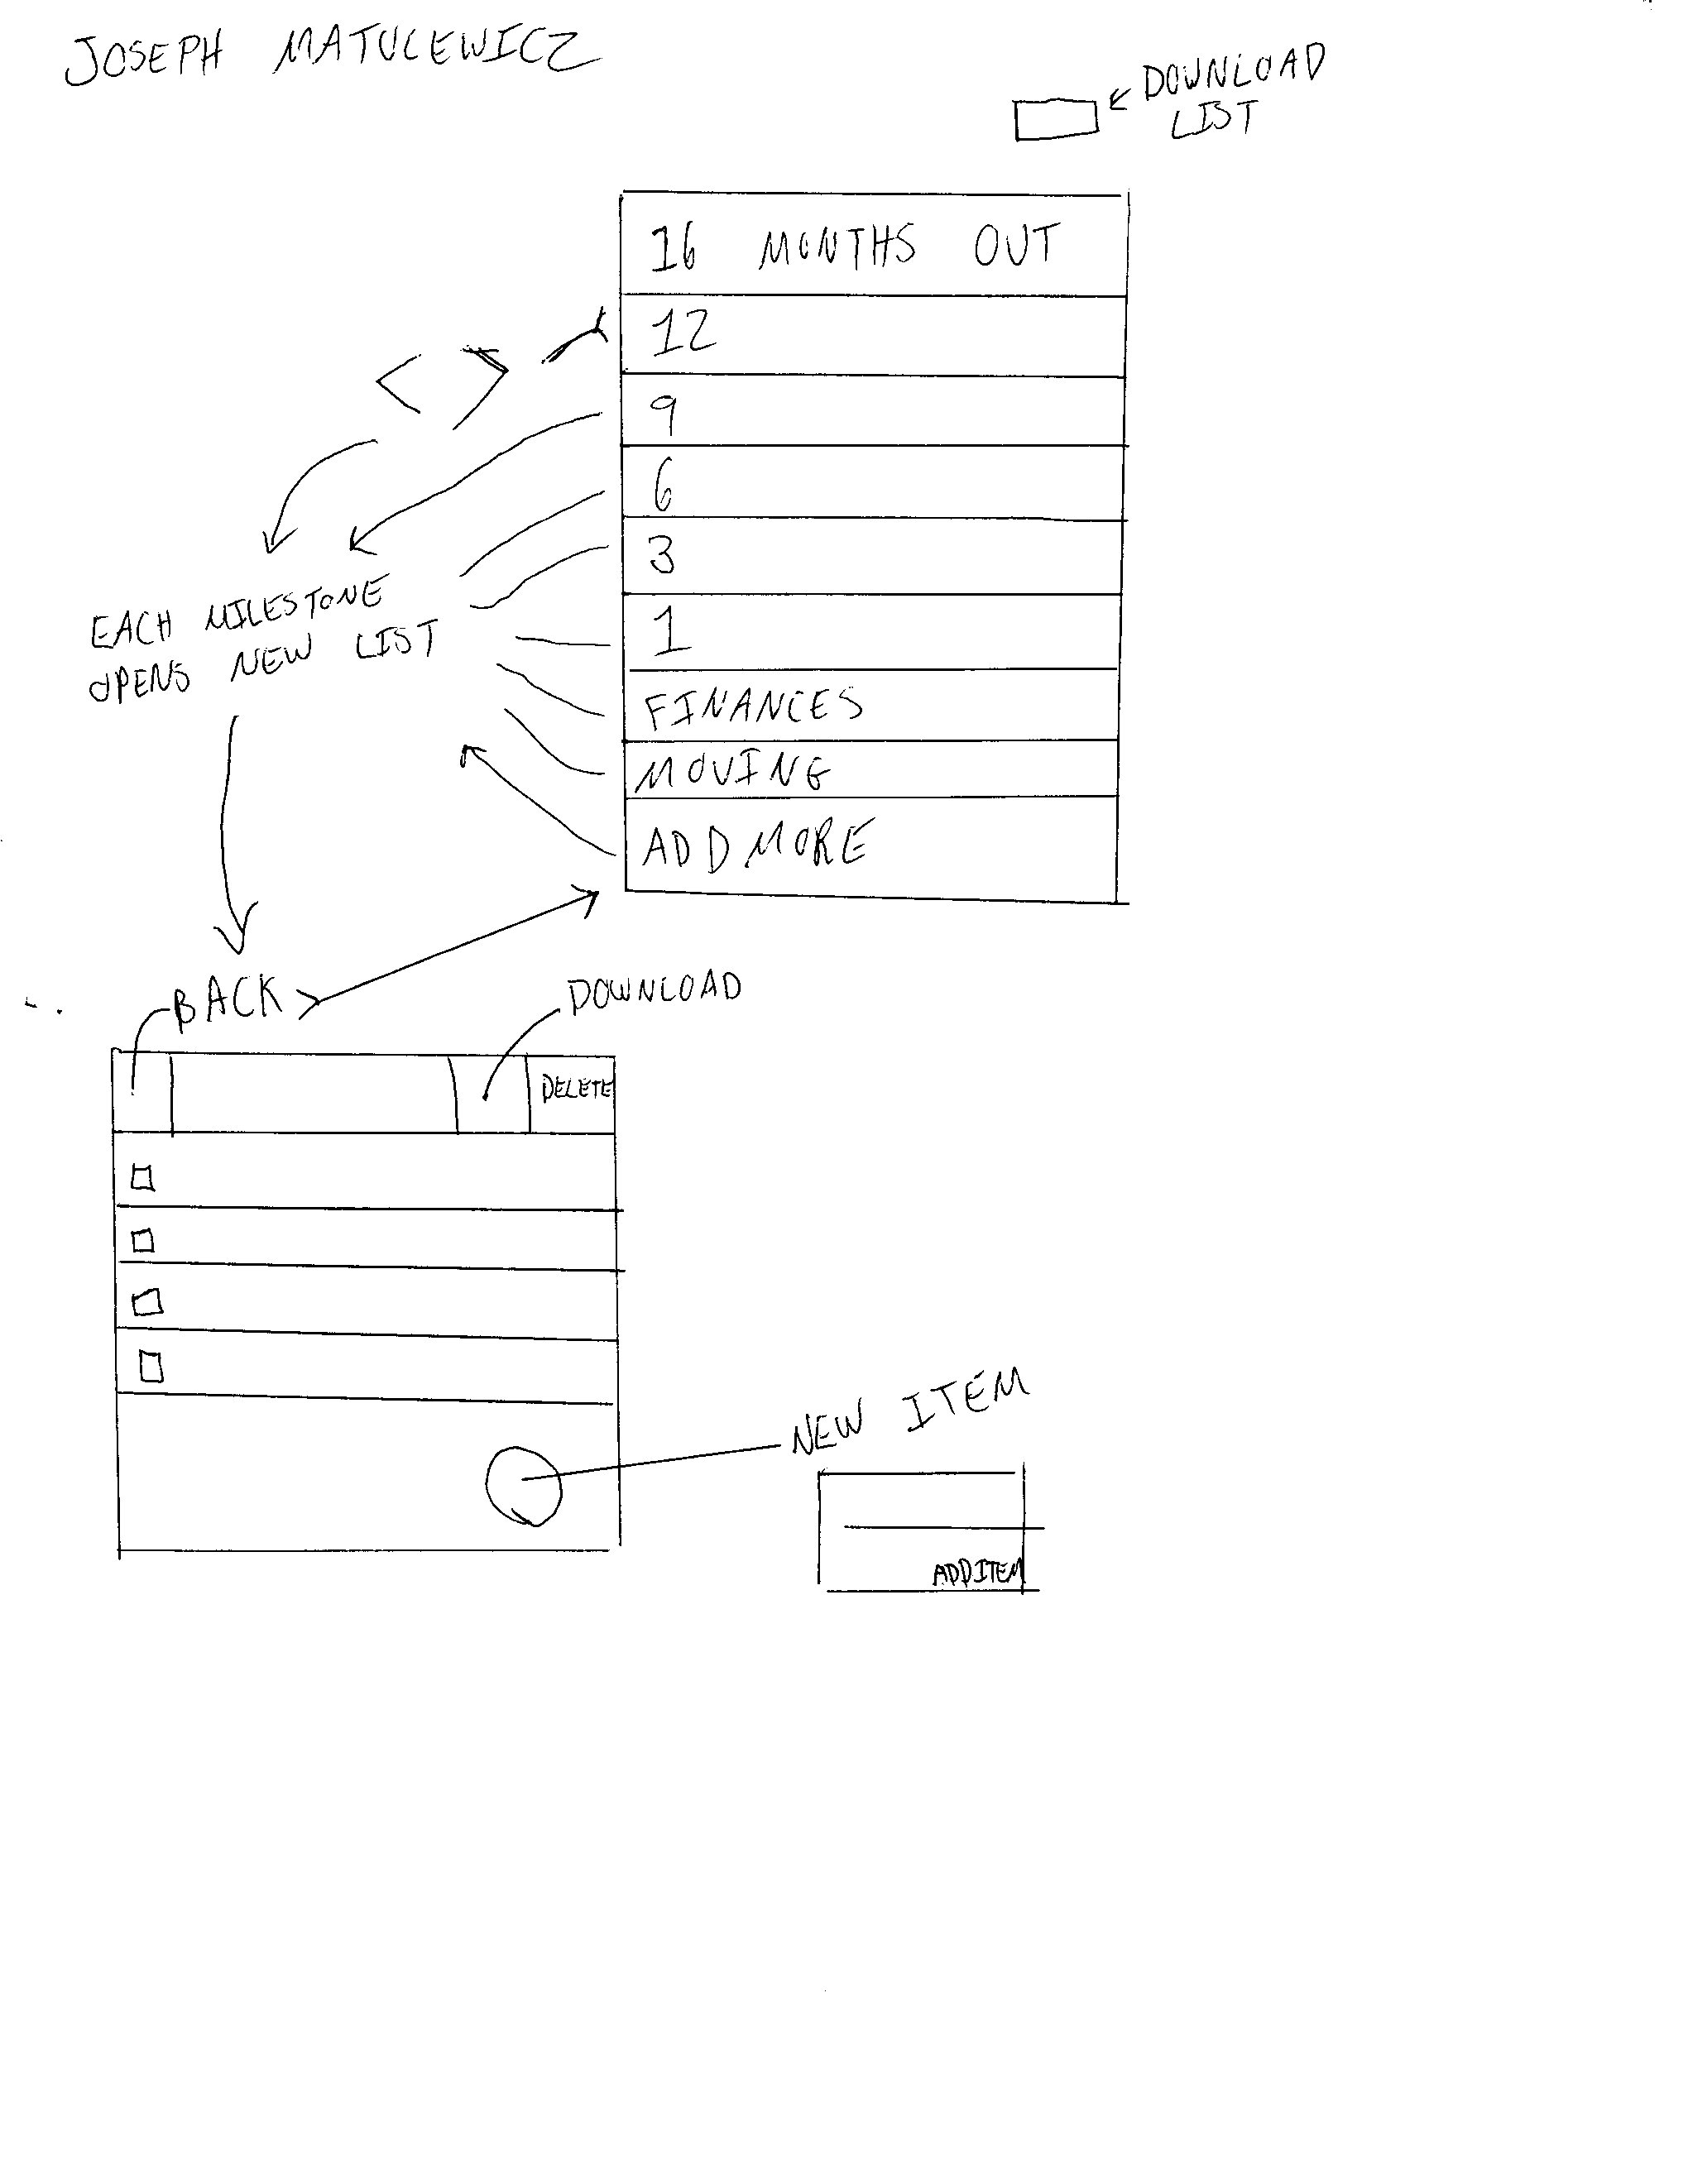 JOSEPH MATULEWICZ
DOWNLOAD
LIST
16 MONTHS OUT
12
9
6
3
1
FINANCES
MOVING
ADD MORE
EACH MILESTONE
OPENS NEW LIST
BACK
DOWNLOAD
DELETE
NEW ITEM
ADD ITEM